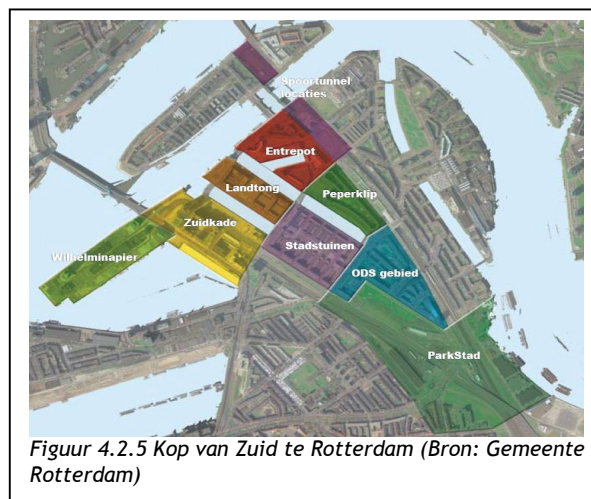 Spoortunnel
locaties
Entrepot
Landtong
Peperklip
Zuidkade
Stadstuinen
Wilhelminapier
ODS gebied
ParkStad
Figuur 4.2.5 Kop van Zuid te Rotterdam (Bron: Gemeente
Rotterdam)